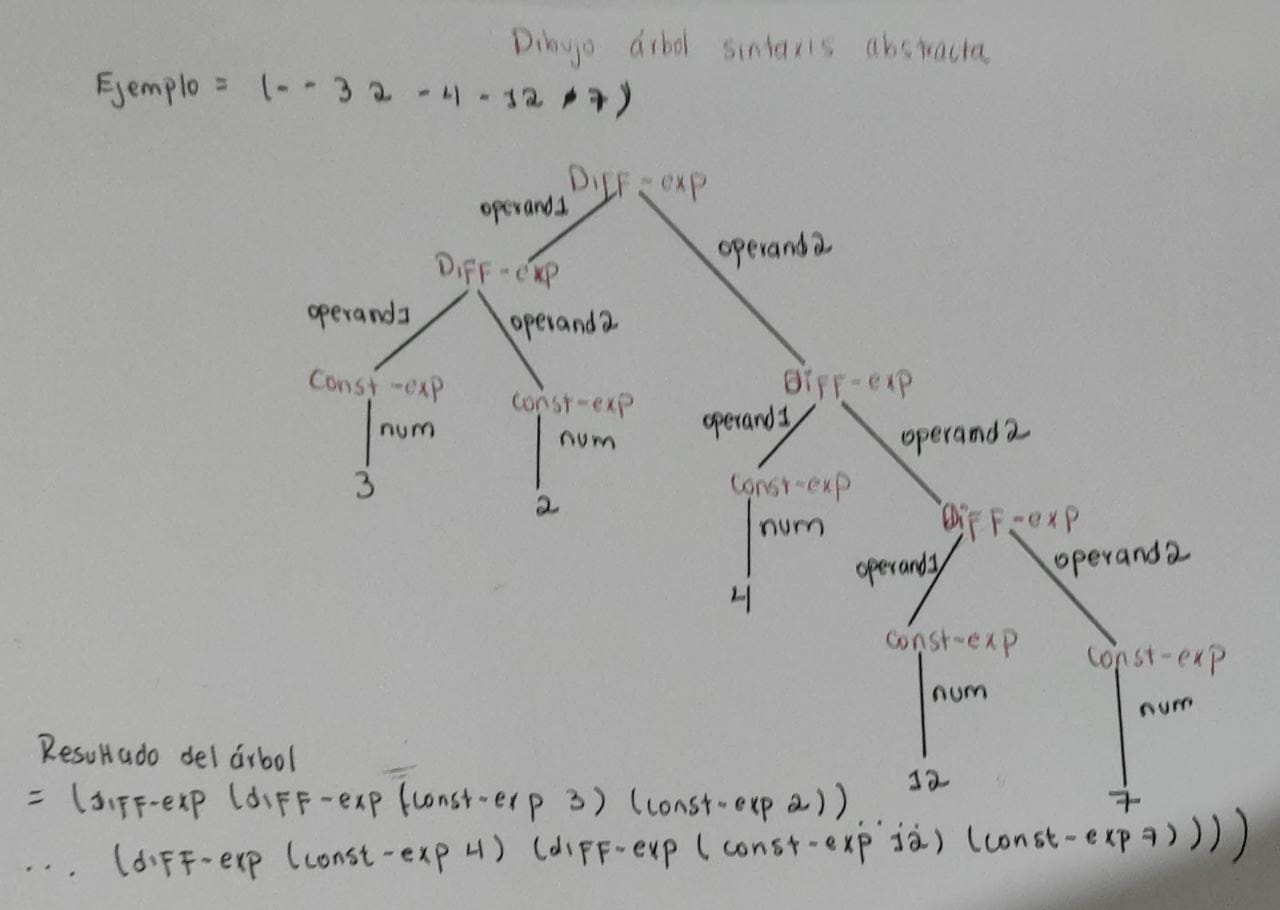 Dibujo árbol sintaxis abstracta
Ejemplo = (- - 3 2 - 4 - 12 7)
Diff-exp
operand1
operand2
Diff-exp
operand1
operand2
Const-exp
const-exp
num
num
3
2
Diff-exp
operand1
operand2
Const-exp
num
4
Diff-exp
operand1
operand2
const-exp
const-exp
num
num
12
7
Resultado del árbol
= (diff-exp (diff-exp (const-exp 3) (const-exp 2))
... (diff-exp (const-exp 4) (diff-exp (const-exp 12) (const-exp 7))))